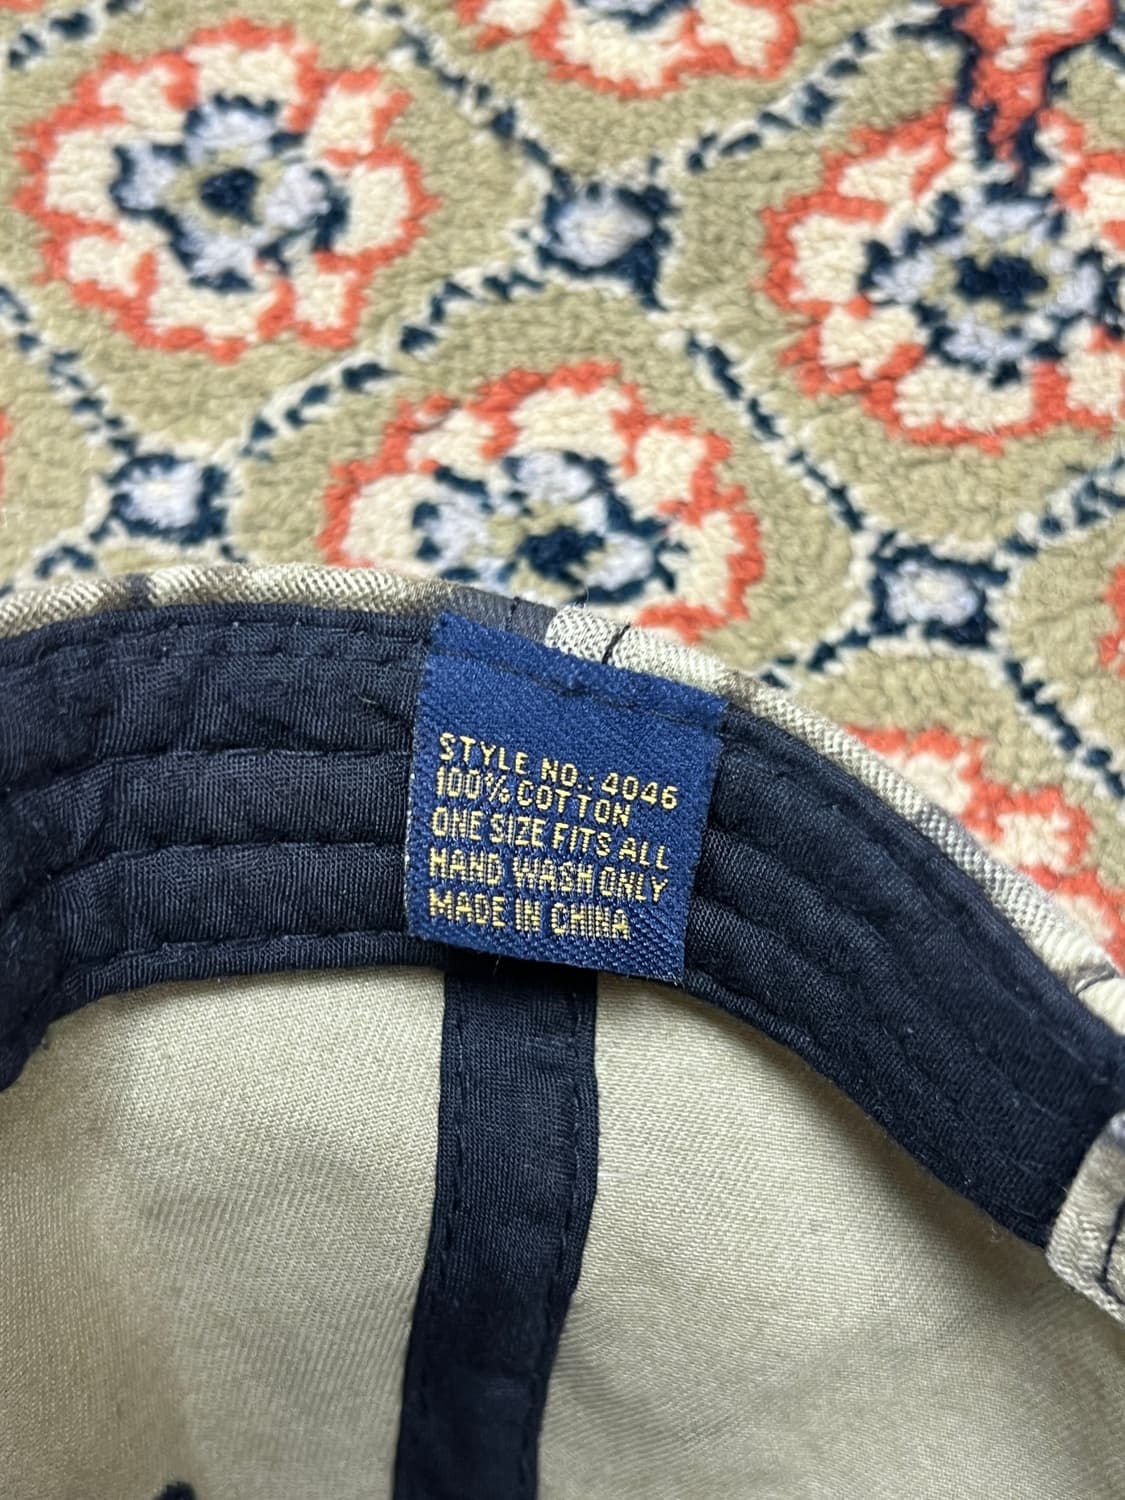 STYLE NO.: 4046
100% COTTON
ONE SIZE FITS ALL
HAND WASH ONLY
MADE IN CHINA